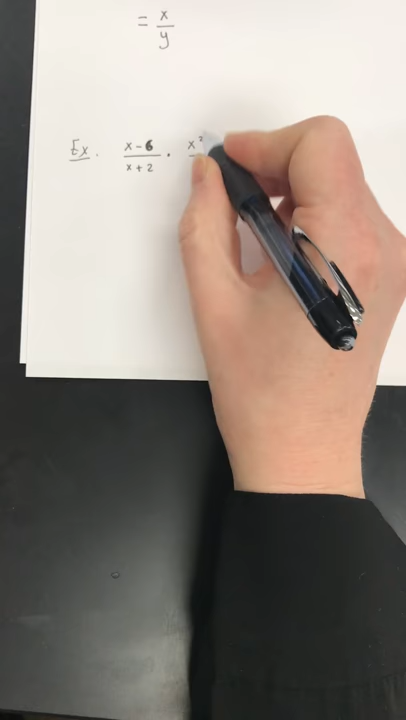 = x/y
Ex. x-6/x+2 · x²